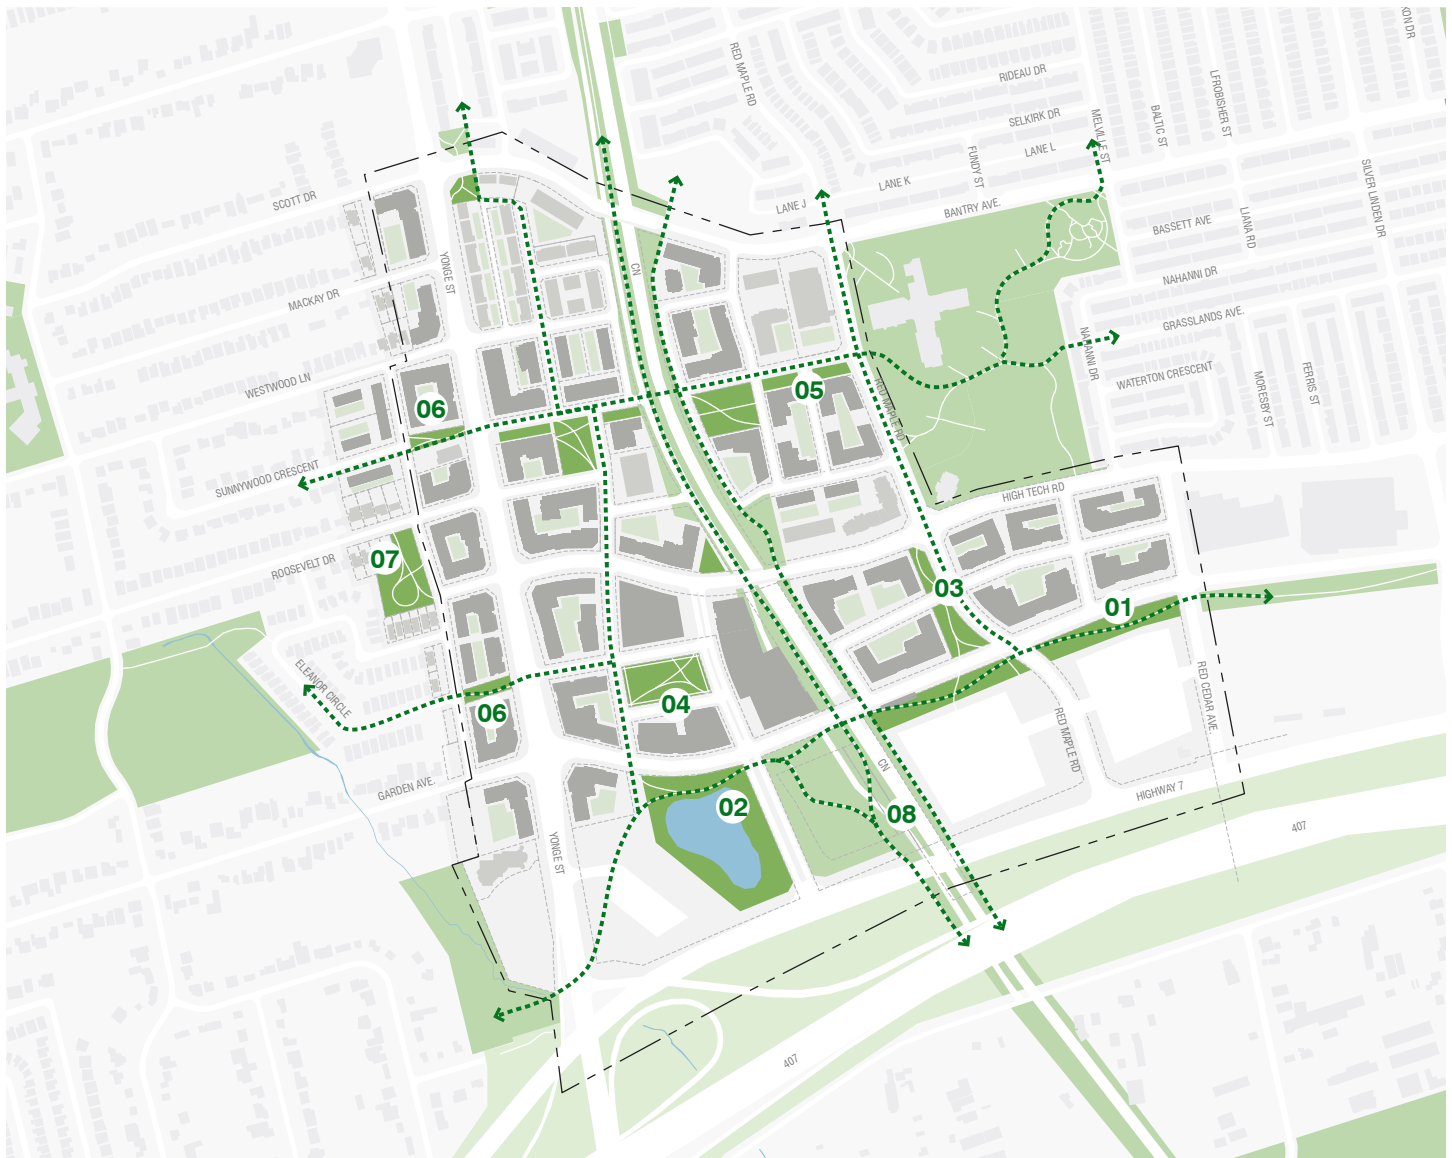 RED MAPLE RD
RIDEAU DR
SELKIRK DR
LANE L
LANE K
LANE J
FUNDY ST
MELVILLE ST
BALTIC ST
LFROBISHER ST
SILVER LINDEN DR
BANTRY AVE.
BASSETT AVE
LIANA RD
NAHANNI DR
GRASSLANDS AVE.
NAHANNI DR
WATERTON CRESCENT
MORESBY ST
FERRIS ST
SCOTT DR
YONGE ST
CN
MACKAY DR
WESTWOOD LN
06
05
RED MAPLE RD
SUNNYWOOD CRESCENT
HIGH TECH RD
ROOSEVELT DR
07
03
01
ELEANOR CIRCLE
06
04
RED CEDAR AVE.
RED MAPLE RD
CN
GARDEN AVE.
HIGHWAY 7
02
08
407
YONGE ST
407